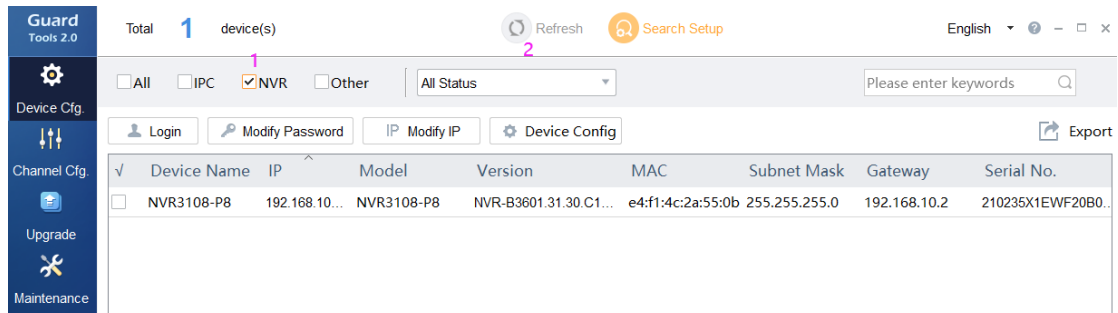 Guard
Tools 2.0
Total 1 device(s)
Refresh
Search Setup
English
2
1
All IPC NVR Other All Status Please enter keywords
Device Cfg.
Login Modify Password IP Modify IP Device Config Export
Channel Cfg.
√ Device Name IP Model Version MAC Subnet Mask Gateway Serial No.
NVR3108-P8 192.168.10... NVR3108-P8 NVR-B3601.31.30.C1... e4:f1:4c:2a:55:0b 255.255.255.0 192.168.10.2 210235X1EWF20B0...
Upgrade
Maintenance